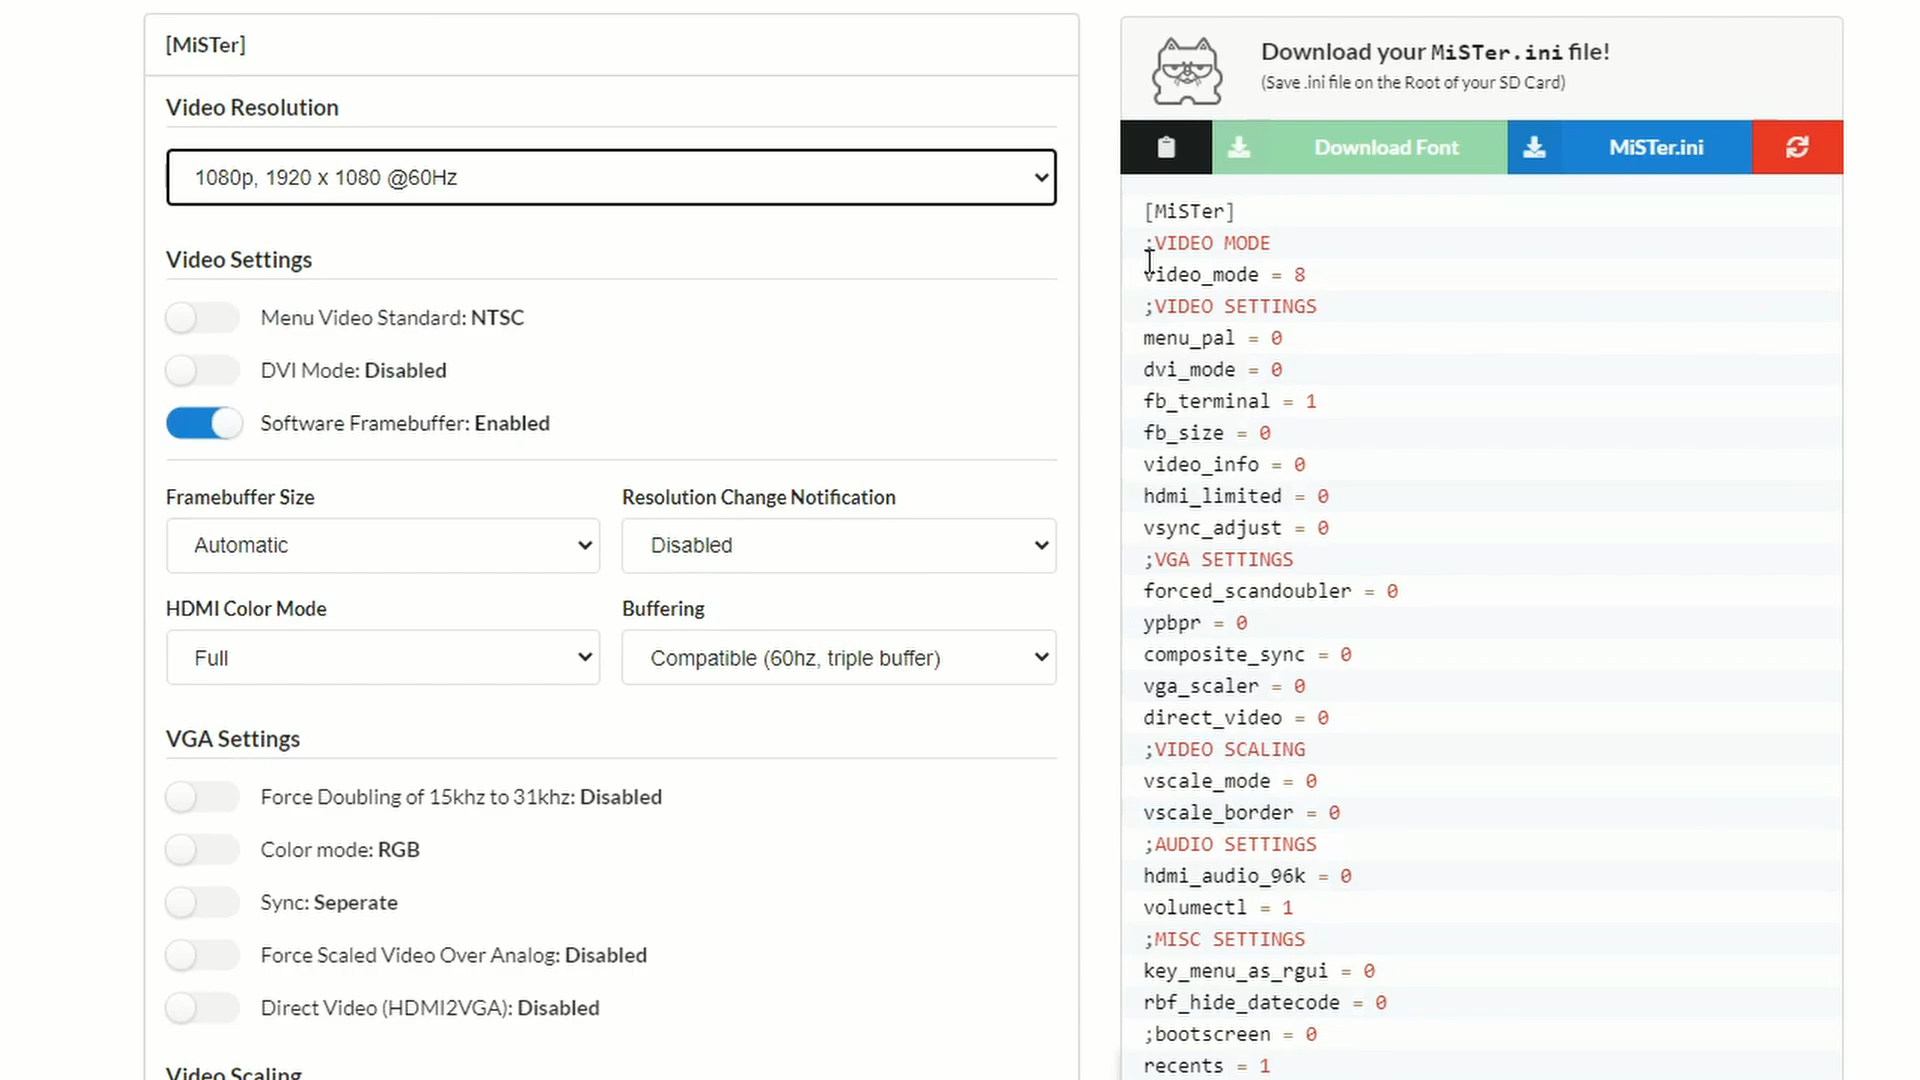 [MiSTer]
Video Resolution
1080p, 1920 x 1080 @60Hz
Video Settings
Menu Video Standard: NTSC
DVI Mode: Disabled
Software Framebuffer: Enabled
Framebuffer Size
Resolution Change Notification
Automatic
Disabled
HDMI Color Mode
Buffering
Full
Compatible (60hz, triple buffer)
VGA Settings
Force Doubling of 15khz to 31khz: Disabled
Color mode: RGB
Sync: Seperate
Force Scaled Video Over Analog: Disabled
Direct Video (HDMI2VGA): Disabled
Video Scaling
Download your MiSTer.ini file!
(Save .ini file on the Root of your SD Card)
Download Font
MiSTer.ini
[MiSTer]
;VIDEO MODE
video_mode = 8
;VIDEO SETTINGS
menu_pal = 0
dvi_mode = 0
fb_terminal = 1
fb_size = 0
video_info = 0
hdmi_limited = 0
vsync_adjust = 0
;VGA SETTINGS
forced_scandoubler = 0
ypbpr = 0
composite_sync = 0
vga_scaler = 0
direct_video = 0
;VIDEO SCALING
vscale_mode = 0
vscale_border = 0
;AUDIO SETTINGS
hdmi_audio_96k = 0
volumectl = 1
;MISC SETTINGS
key_menu_as_rgui = 0
rbf_hide_datecode = 0
;bootscreen = 0
recents = 1